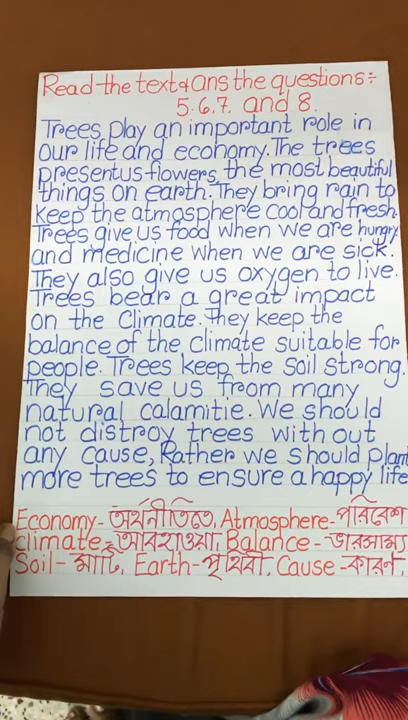 Read the text & ans the questions÷
5.6.7. and 8.
Trees play an important role in
our life and economy. The trees
present us flowers, the most beautiful
things on earth. They bring rain to
keep the atmosphere cool and fresh.
Trees give us food when we are hungry
and medicine when we are sick.
They also give us oxygen to live.
Trees bear a great impact
on the Climate. They keep the
balance of the climate suitable for
people. Trees keep the Soil strong.
They save us from many
natural calamitie. We should
not distroy trees with out
any cause, Rather we should plant
more trees to ensure a happy life
Economy - অর্থনীতিতে, Atmosphere - পরিবেশ
climate - আবহাওয়া, Balance - ভারসাম্য
Soil - মাটি, Earth - পৃথিবী, Cause - কারণ,